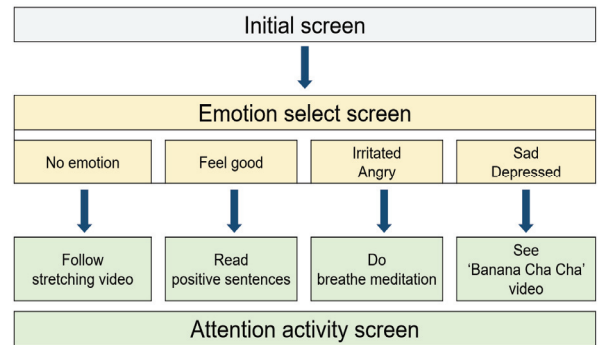 Initial screen
Emotion select screen
No emotion
Feel good
Irritated
Angry
Sad
Depressed
Follow
stretching video
Read
positive sentences
Do
breathe meditation
See
'Banana Cha Cha'
video
Attention activity screen